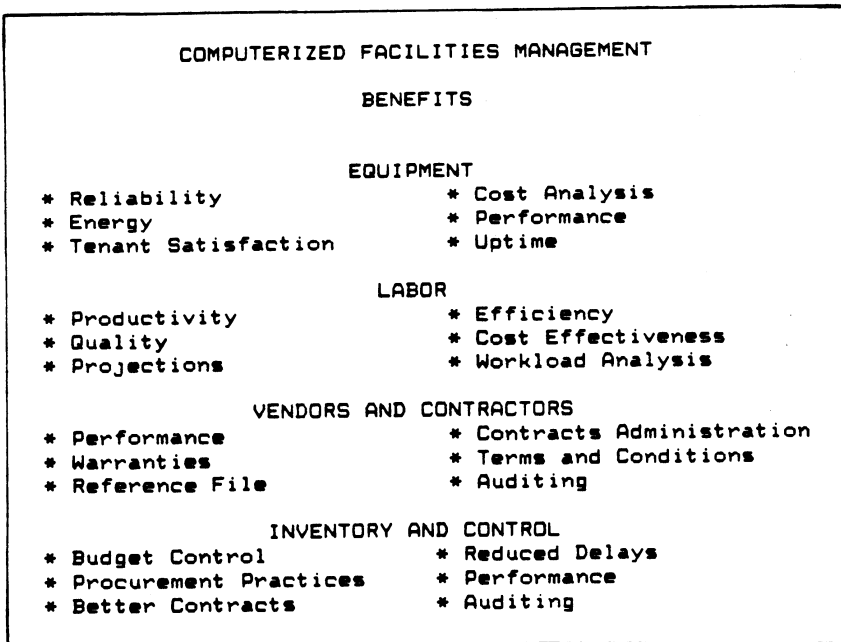 COMPUTERIZED FACILITIES MANAGEMENT
BENEFITS
EQUIPMENT
* Reliability * Cost Analysis
* Energy * Performance
* Tenant Satisfaction * Uptime
LABOR
* Productivity * Efficiency
* Quality * Cost Effectiveness
* Projections * Workload Analysis
VENDORS AND CONTRACTORS
* Performance * Contracts Administration
* Warranties * Terms and Conditions
* Reference File * Auditing
INVENTORY AND CONTROL
* Budget Control * Reduced Delays
* Procurement Practices * Performance
* Better Contracts * Auditing